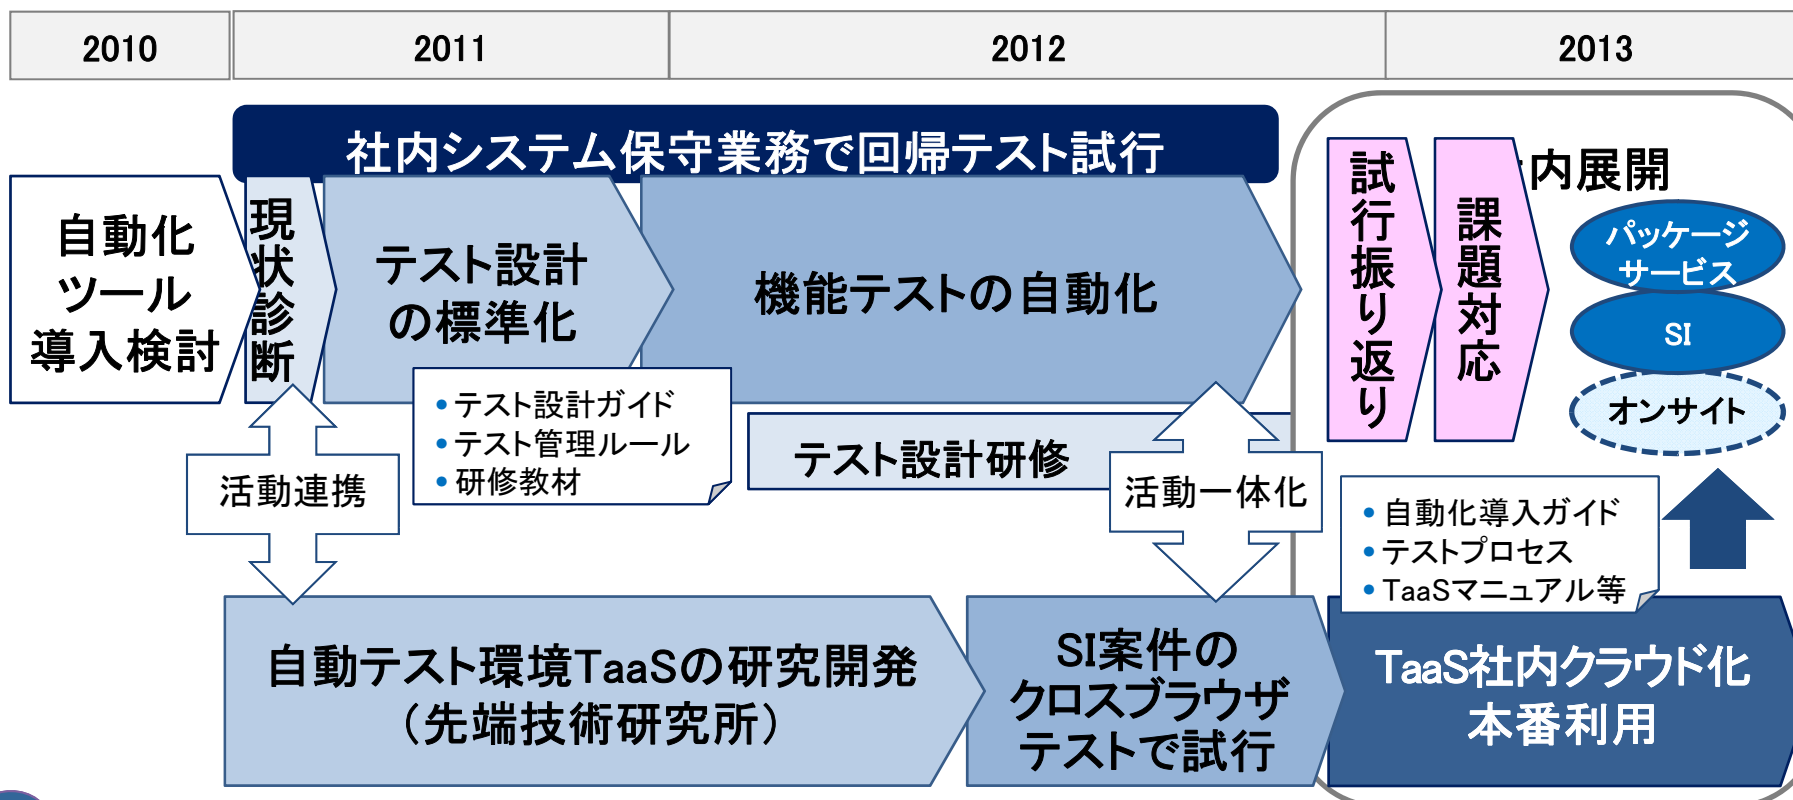 2010
2011
2012
2013
社内システム保守業務で回帰テスト試行
自動化
ツール
導入検討
現状診断
テスト設計
の標準化
機能テストの自動化
試行振り返り
課題対応
内展開
パッケージ
サービス
SI
オンサイト
・テスト設計ガイド
・テスト管理ルール
・研修教材
テスト設計研修
活動連携
活動一体化
・自動化導入ガイド
・テストプロセス
・TaaSマニュアル等
自動テスト環境TaaSの研究開発
（先端技術研究所）
SI案件の
クロスブラウザ
テストで試行
TaaS社内クラウド化
本番利用